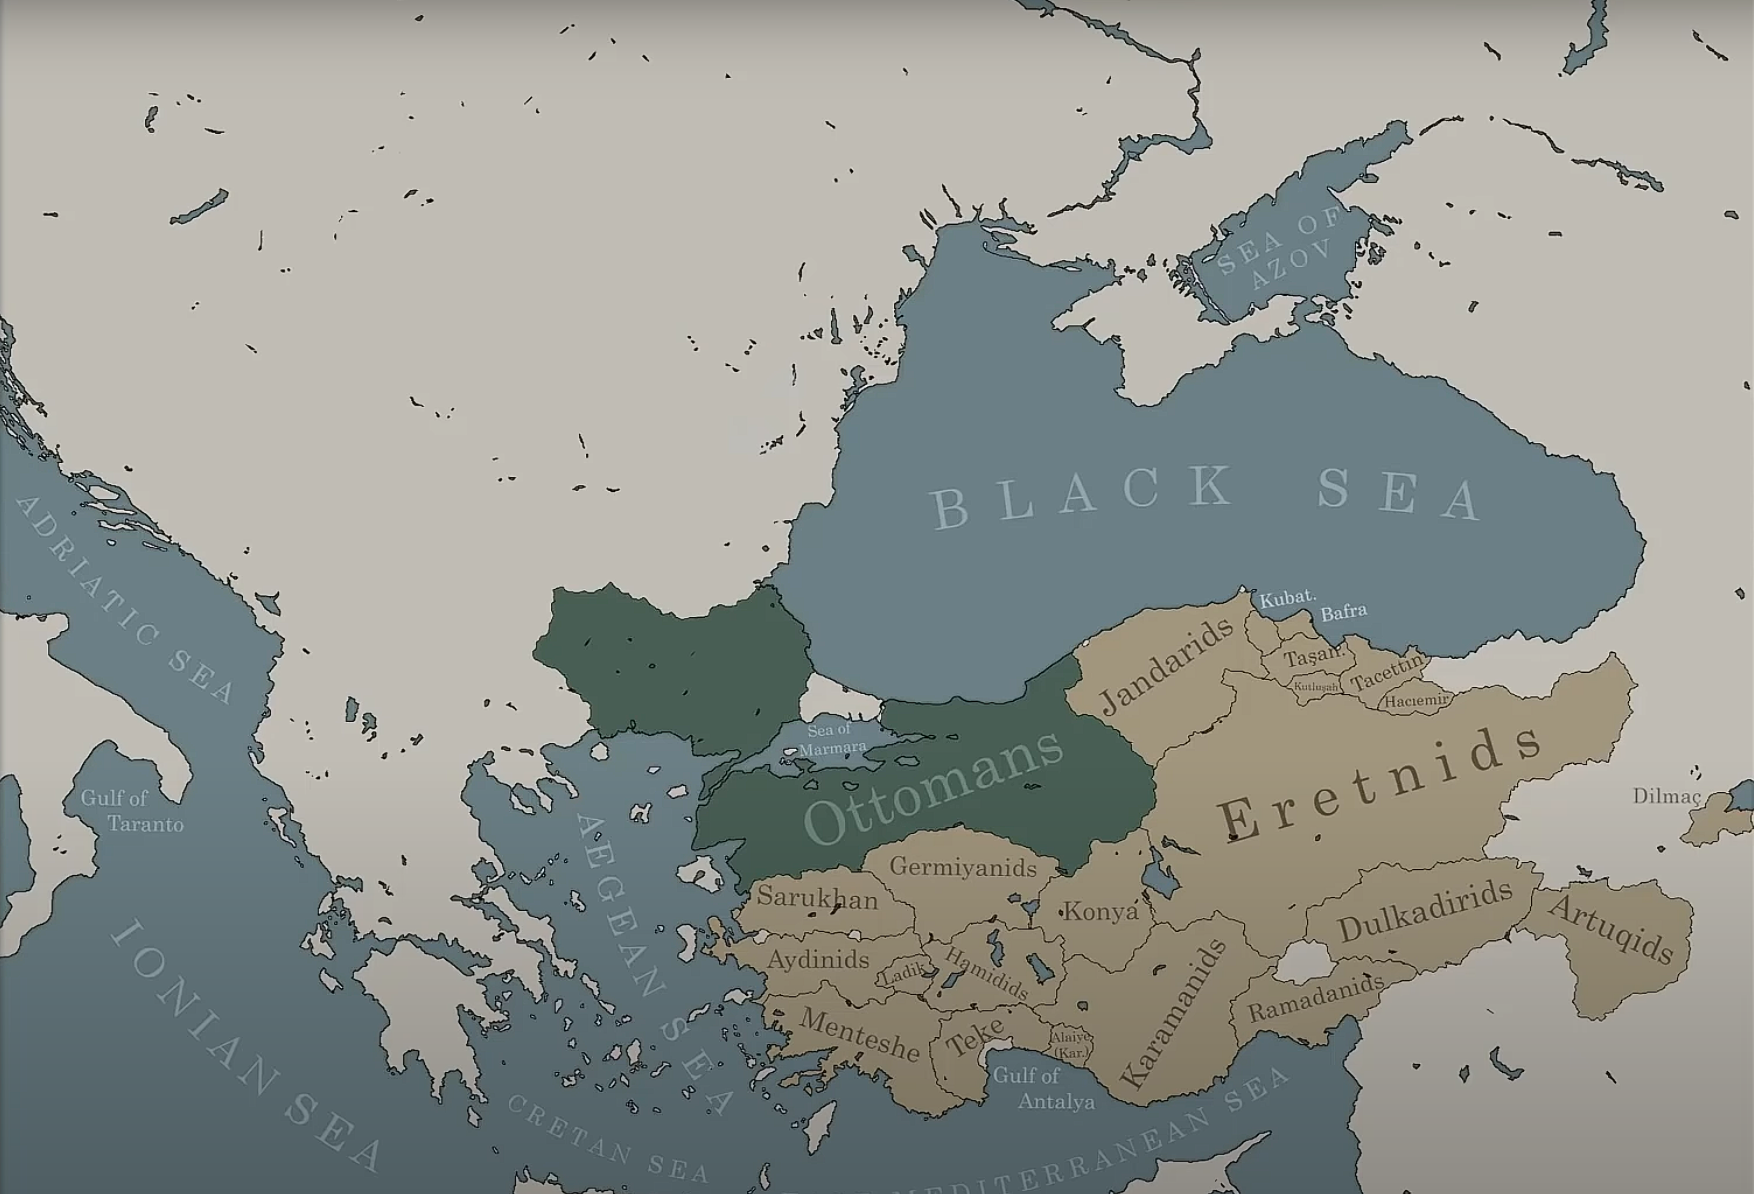 SEA OF
AZOV
BLACK SEA
ADRIATIC SEA
Kubat.
Bafra
Jandarids
Taşan.
Tacettin
Kutluşah
Hacıemir
Sea of
Marmara
Ottomans
Eretnids
Dilmaç
Gulf of
Taranto
AEGEAN SEA
Germiyanids
Sarukhan
Konya
Dulkadirids
Artuqids
IONIAN SEA
Aydinids
Ladik
Hamidids
Karamanids
Ramadanids
Menteshe
Teke
Alaiye
(Kar.)
Gulf of
Antalya
CRETAN SEA
MEDITERRANEAN SEA